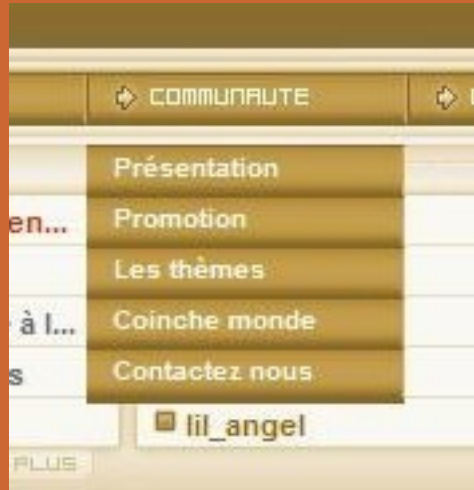 COMMUNAUTE
Présentation
en...
Promotion
Les thèmes
à l...
Coinche monde
s
Contactez nous
lil_angel
PLUS